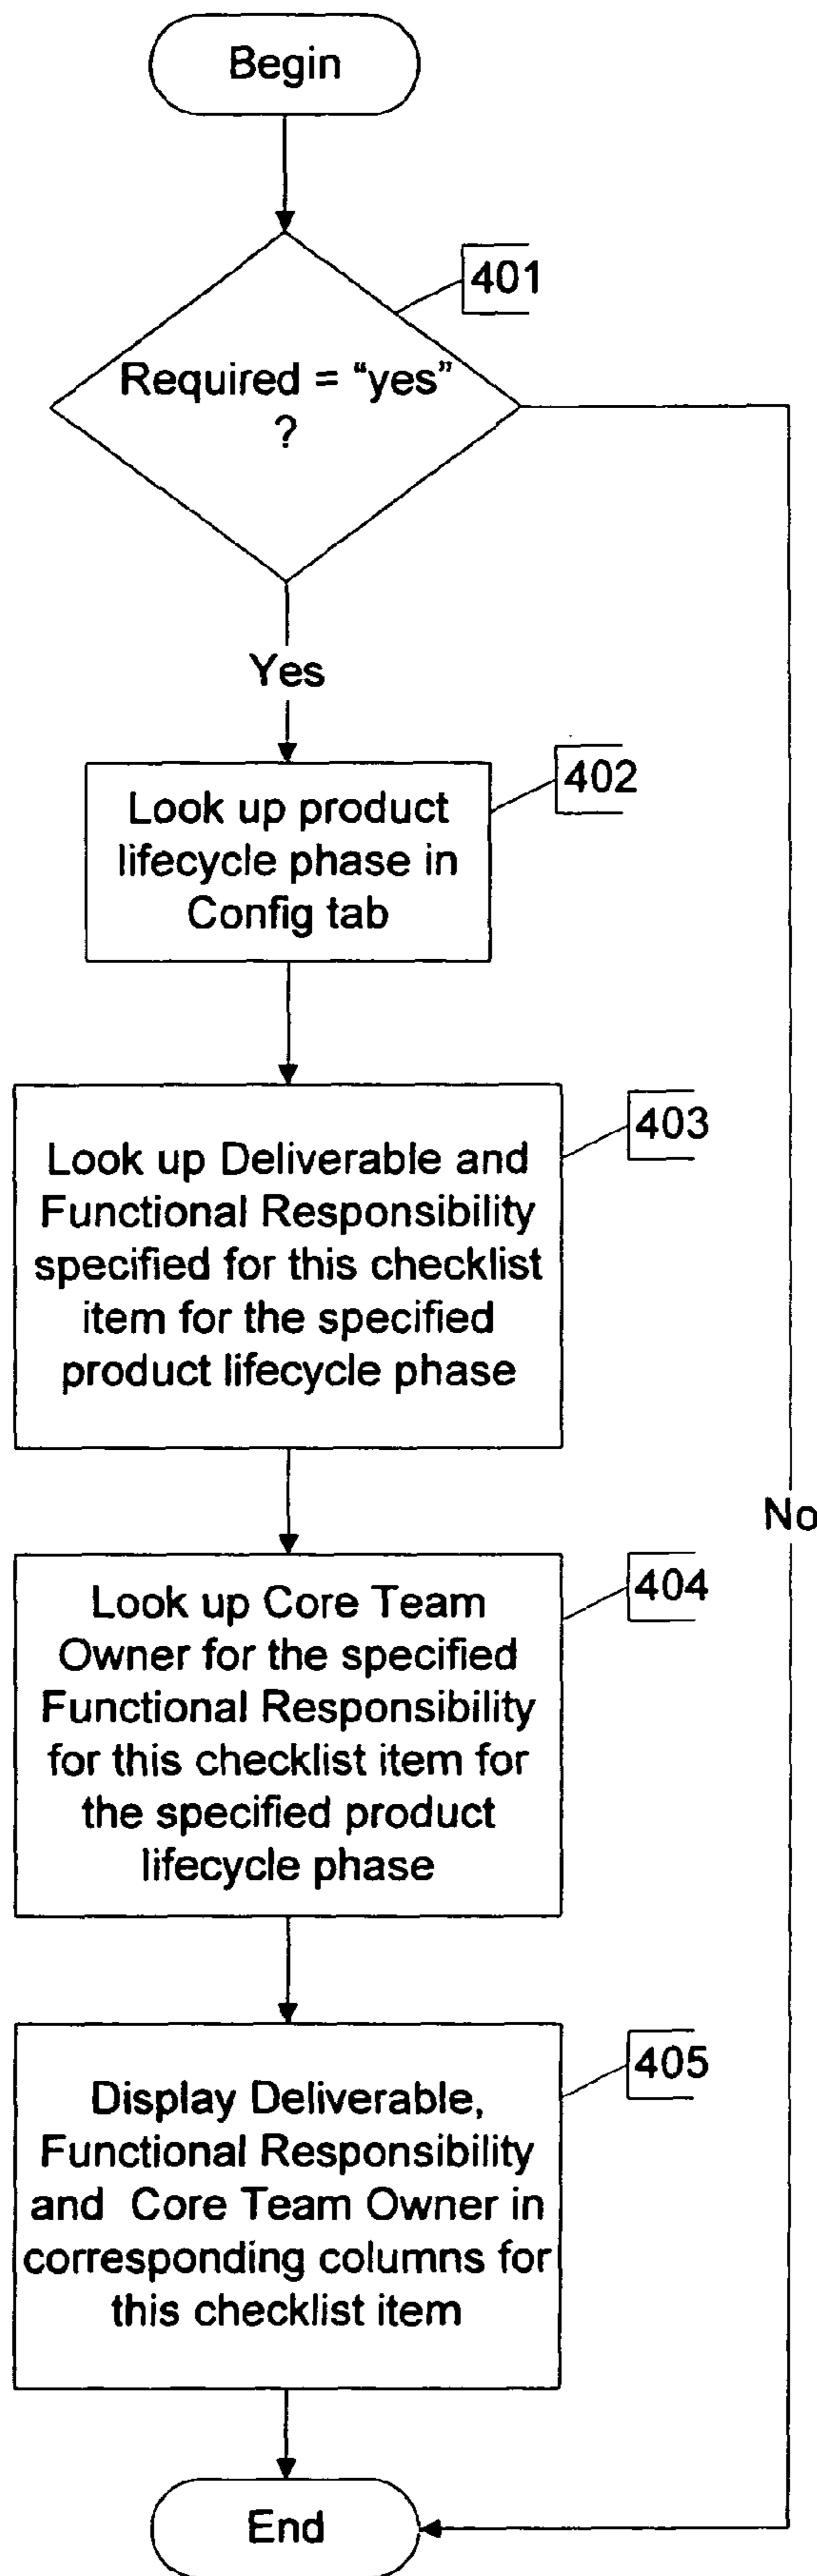 Begin
401
Required = “yes”
?
Yes
402
Look up product
lifecycle phase in
Config tab
403
Look up Deliverable and
Functional Responsibility
specified for this checklist
item for the specified
product lifecycle phase
No
404
Look up Core Team
Owner for the specified
Functional Responsibility
for this checklist item for
the specified product
lifecycle phase
405
Display Deliverable,
Functional Responsibility
and Core Team Owner in
corresponding columns for
this checklist item
End